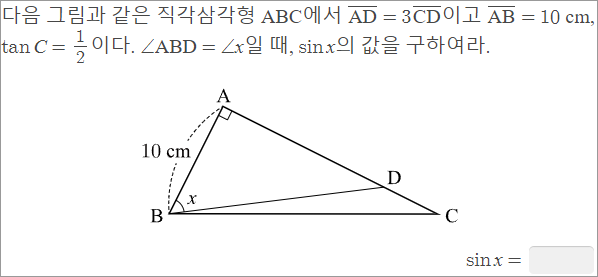 다음 그림과 같은 직각삼각형 ABC에서 $\overline{AD} = 3\overline{CD}$이고 $\overline{AB} = 10$ cm,
$\tan C = \frac{1}{2}$이다. ∠ABD = ∠x일 때, sin x의 값을 구하여라.
A
10 cm
D
x
B
C
sin x =